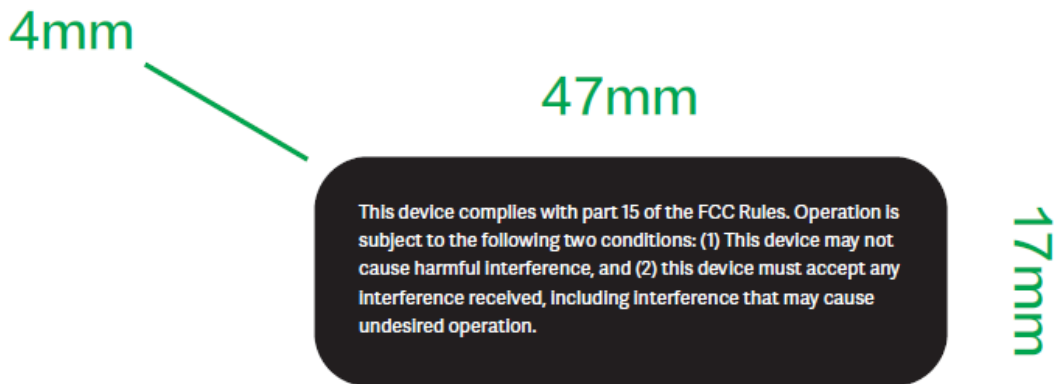 4mm
47mm
This device complies with part 15 of the FCC Rules. Operation is
subject to the following two conditions: (1) This device may not
cause harmful interference, and (2) this device must accept any
interference received, including interference that may cause
undesired operation.
17mm